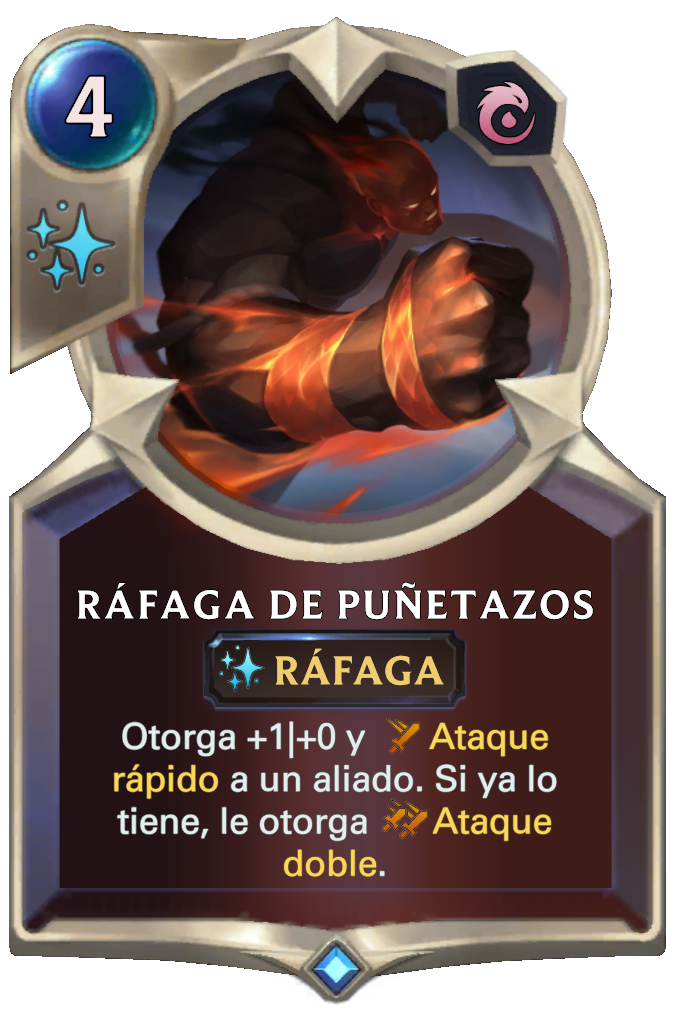 4
RÁFAGA DE PUÑETAZOS
RÁFAGA
Otorga +1|+0 y Ataque
rápido a un aliado. Si ya lo
tiene, le otorga Ataque
doble.